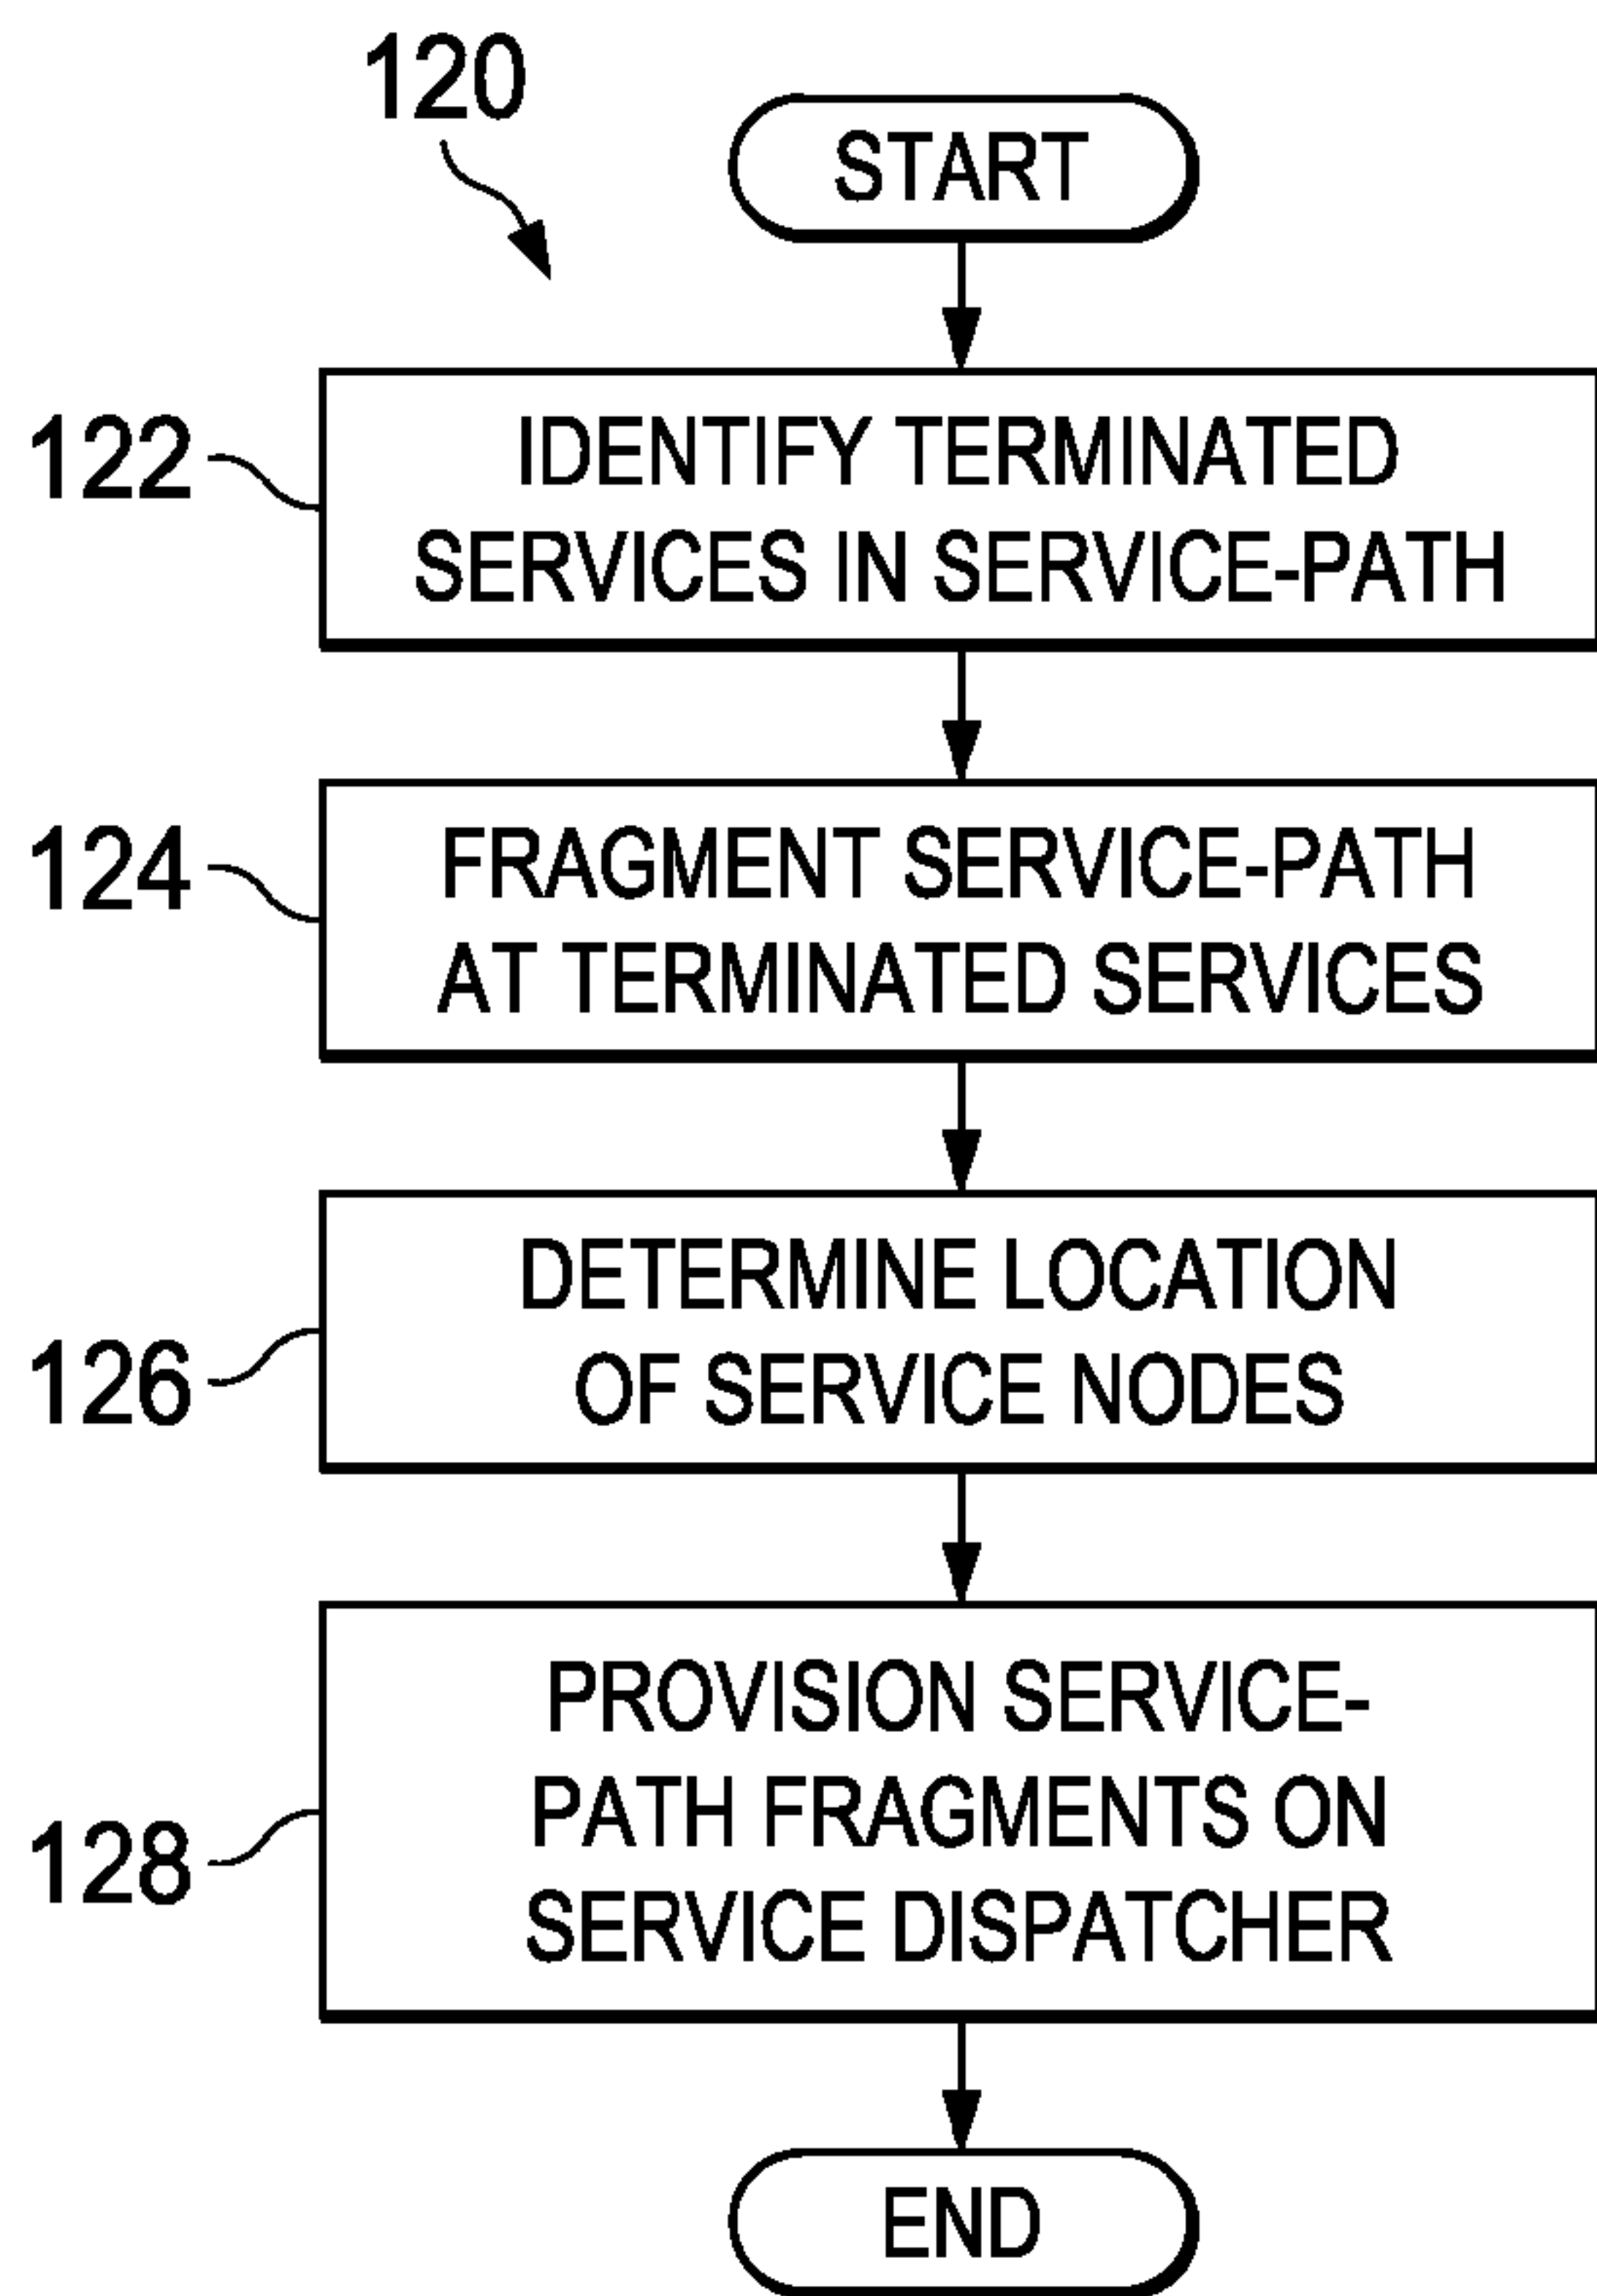 120
START
122
IDENTIFY TERMINATED
SERVICES IN SERVICE-PATH
124
FRAGMENT SERVICE-PATH
AT TERMINATED SERVICES
126
DETERMINE LOCATION
OF SERVICE NODES
128
PROVISION SERVICE-
PATH FRAGMENTS ON
SERVICE DISPATCHER
END